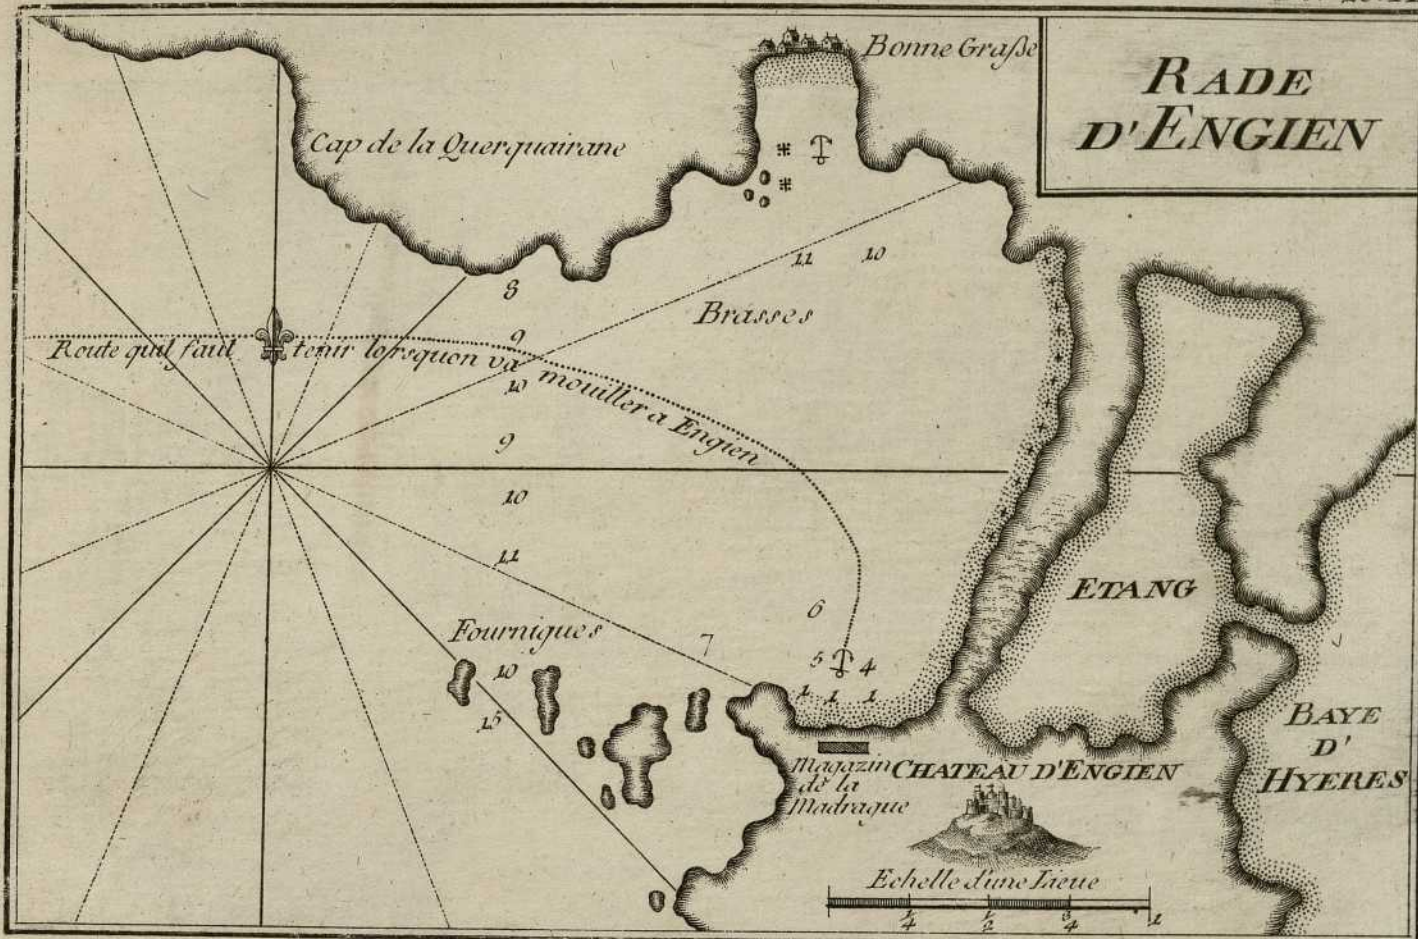 RADE
D'ENGIEN
Bonne Graſse
Cap de la Querquairane
11
10
8
Brasses
9
Route quil faut tenir lorsquon va mouiller a Engien
10
9
10
11
6
ETANG
Fournigues
7
5
4
10
1
1
1
15
BAYE
D'
HYERES
Magazin
de la
Madraque
CHATEAU D'ENGIEN
Echelle d'une Lieue
1/4
1/2
3/4
1